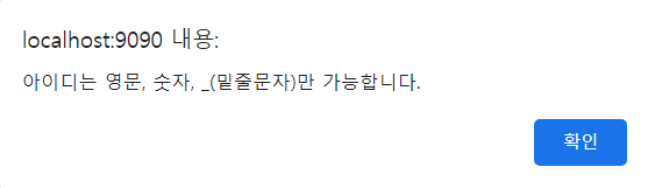 localhost:9090 내용:
아이디는 영문, 숫자, _(밑줄문자)만 가능합니다.
확인